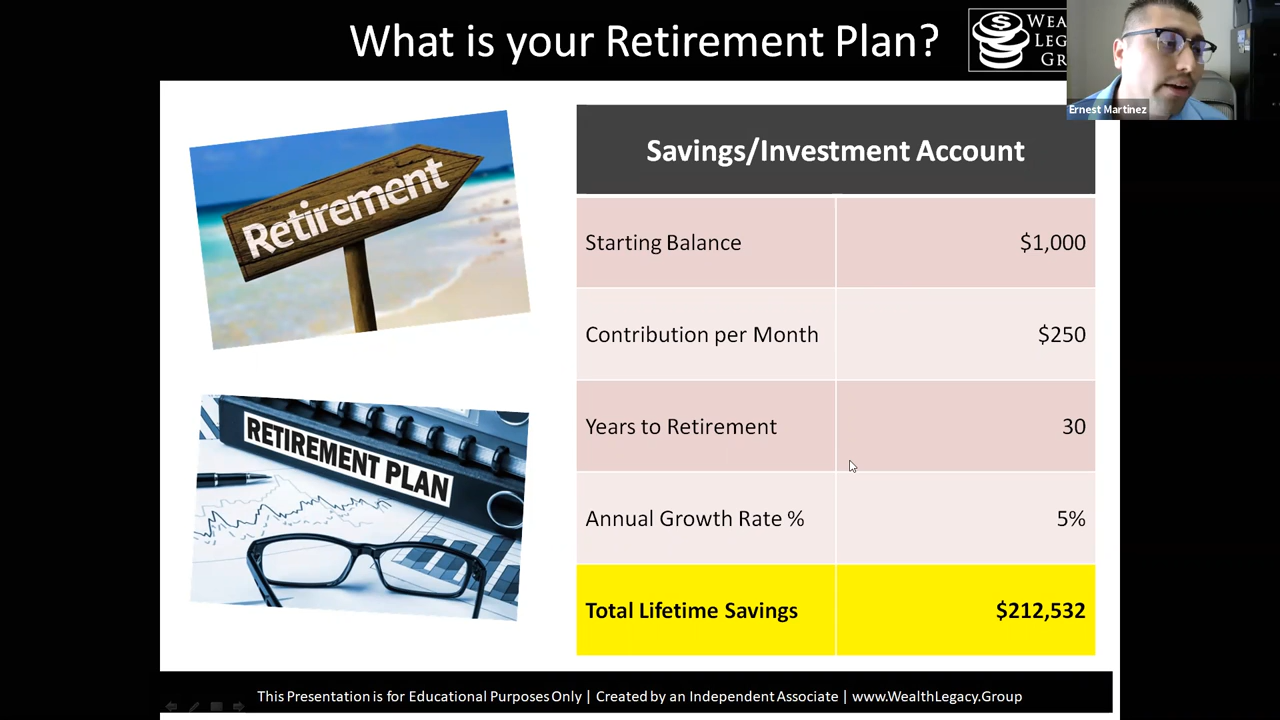 What is your Retirement Plan?
Ernest Martinez
Retirement
RETIREMENT PLAN
Savings/Investment Account
Starting Balance $1,000
Contribution per Month $250
Years to Retirement 30
Annual Growth Rate % 5%
Total Lifetime Savings $212,532
This Presentation is for Educational Purposes Only | Created by an Independent Associate | www.WealthLegacy.Group